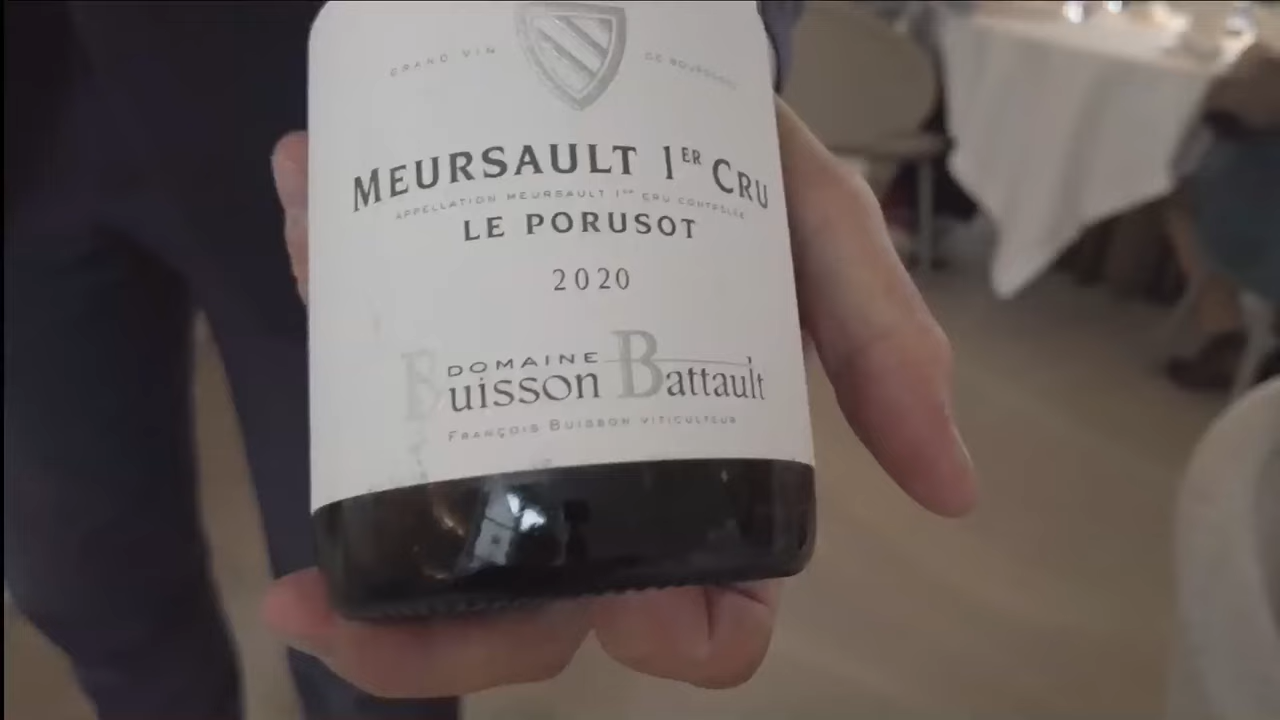 GRAND VIN DE BOURGOGNE
MEURSAULT 1ER CRU
APPELLATION MEURSAULT 1ER CRU CONTRÔLÉE
LE PORUSOT
2020
DOMAINE
Buisson Battault
FRANÇOIS BUISSON VITICULTEUR